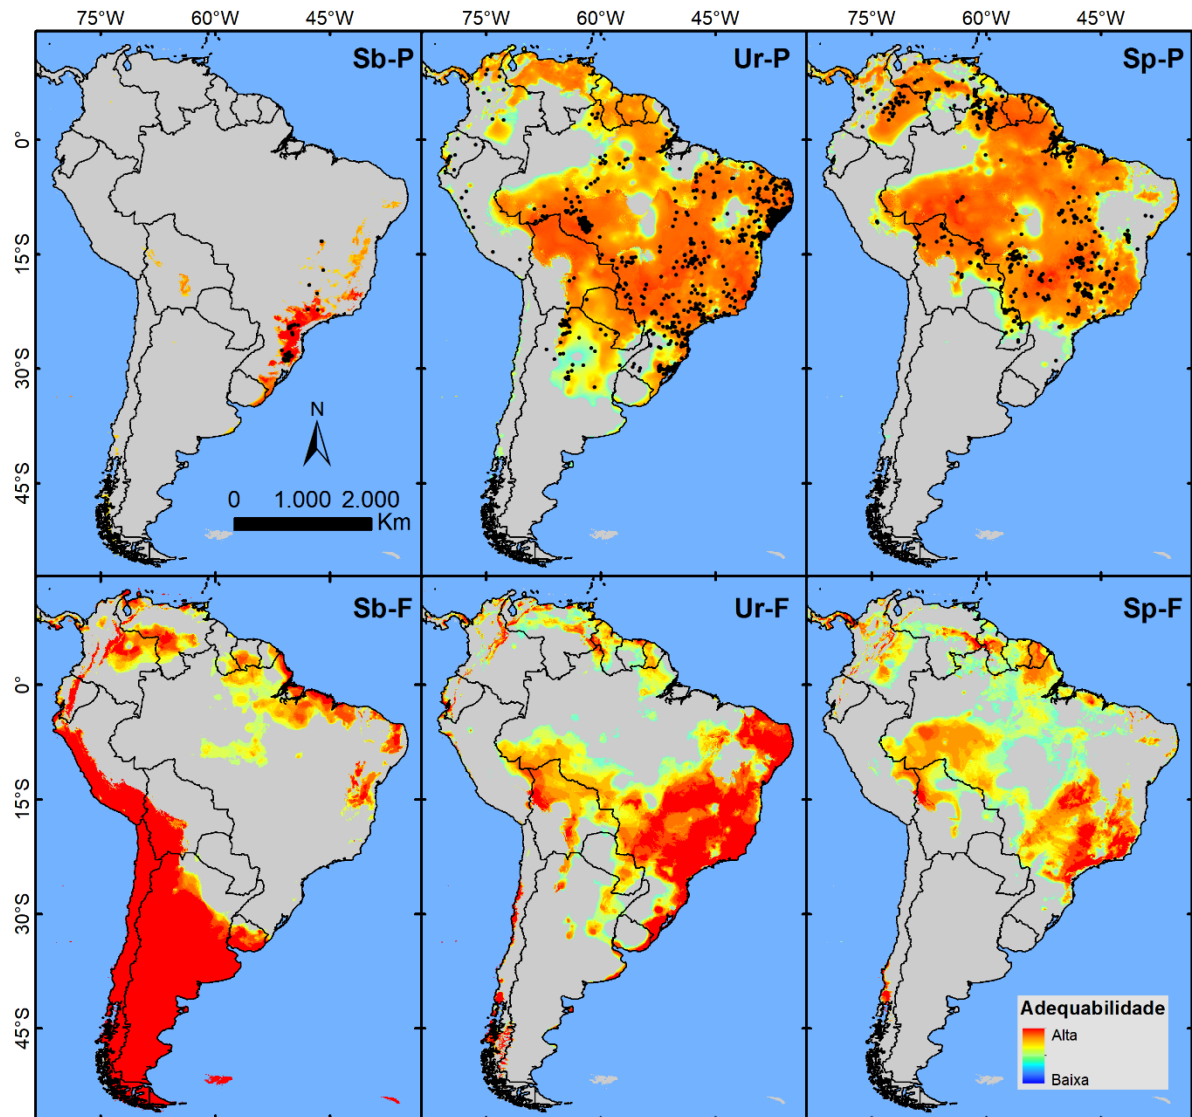 75°W 60°W 45°W 75°W 60°W 45°W 75°W 60°W 45°W
Sb-P Ur-P Sp-P
0°
15°S
30°S
N
45°S
0 1.000 2.000
Km
Sb-F Ur-F Sp-F
0°
15°S
30°S
45°S
Adequabilidade
Alta
Baixa